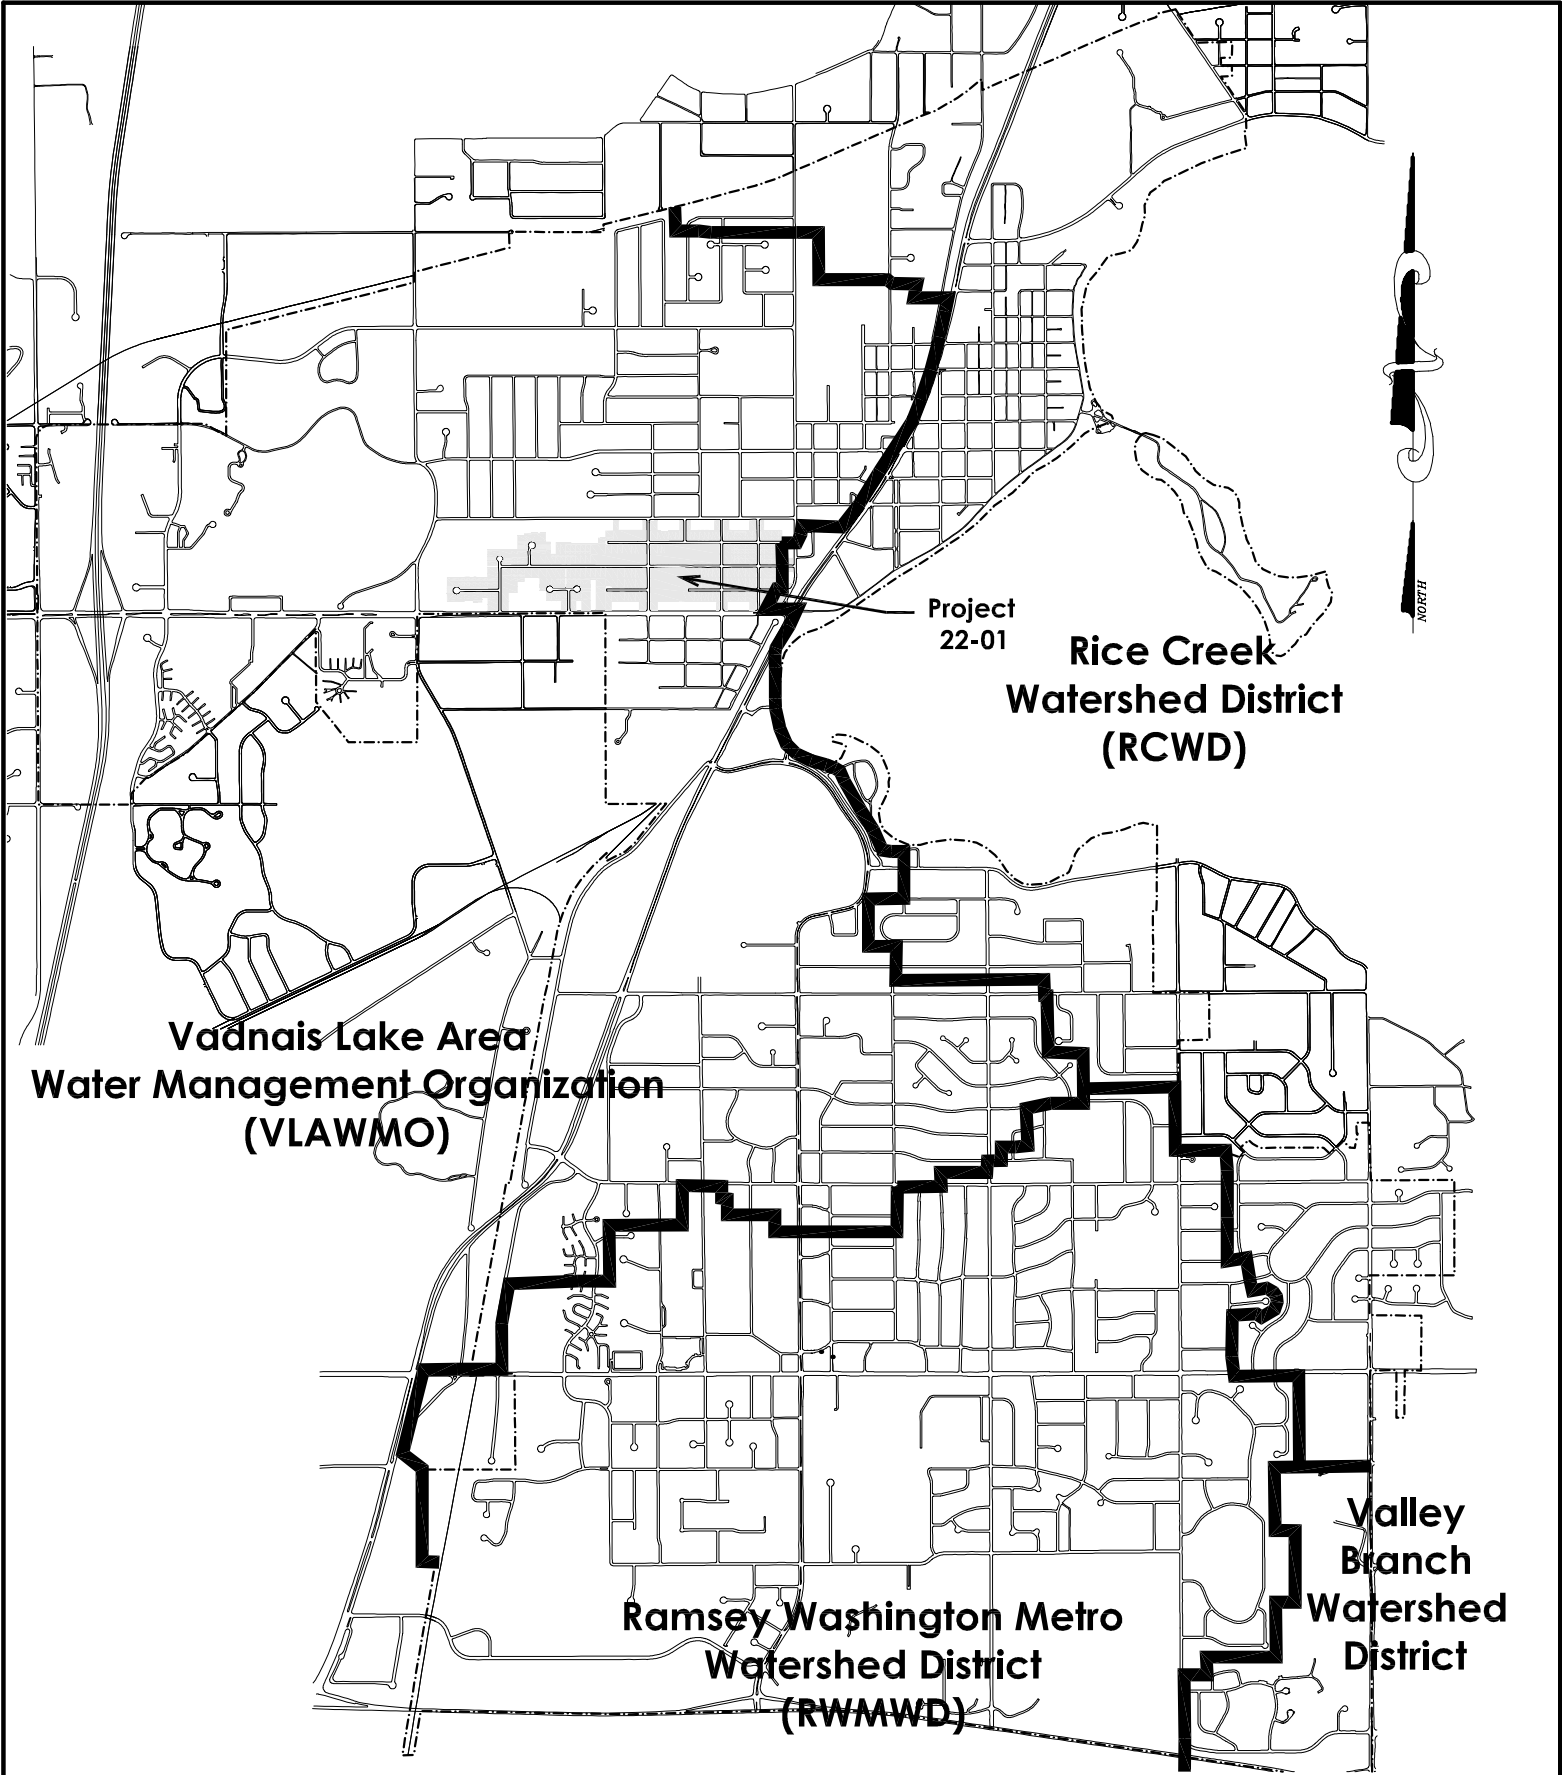 NORTH
Project
22-01
Rice Creek
Watershed District
(RCWD)
Vadnais Lake Area
Water Management Organization
(VLAWMO)
Valley
Branch
Watershed
District
Ramsey Washington Metro
Watershed District
(RWMWD)